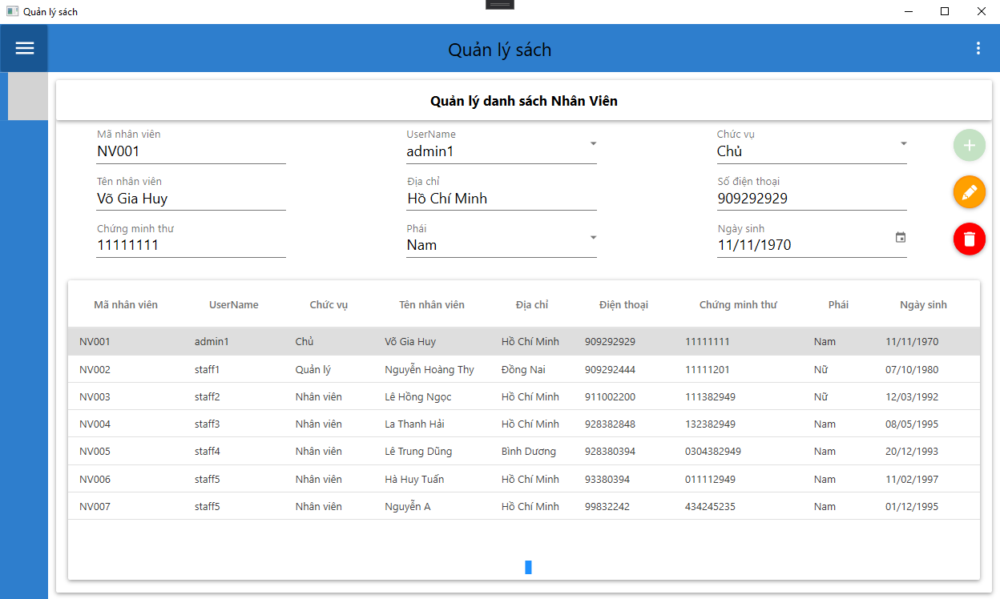 Quản lý sách
Quản lý sách
Quản lý danh sách Nhân Viên
Mã nhân viên UserName Chức vụ
NV001 admin1 Chủ
Tên nhân viên Địa chỉ Số điện thoại
Võ Gia Huy Hồ Chí Minh 909292929
Chứng minh thư Phái Ngày sinh
11111111 Nam 11/11/1970
Mã nhân viên UserName Chức vụ Tên nhân viên Địa chỉ Điện thoại Chứng minh thư Phái Ngày sinh
NV001 admin1 Chủ Võ Gia Huy Hồ Chí Minh 909292929 11111111 Nam 11/11/1970
NV002 staff1 Quản lý Nguyễn Hoàng Thy Đồng Nai 909292444 11111201 Nữ 07/10/1980
NV003 staff2 Nhân viên Lê Hồng Ngọc Hồ Chí Minh 911002200 111382949 Nữ 12/03/1992
NV004 staff3 Nhân viên La Thanh Hải Hồ Chí Minh 928382848 132382949 Nam 08/05/1995
NV005 staff4 Nhân viên Lê Trung Dũng Bình Dương 928380394 0304382949 Nam 20/12/1993
NV006 staff5 Nhân viên Hà Huy Tuấn Hồ Chí Minh 93380394 011112949 Nam 11/02/1997
NV007 staff5 Nhân viên Nguyễn A Hồ Chí Minh 99832242 434245235 Nam 01/12/1995